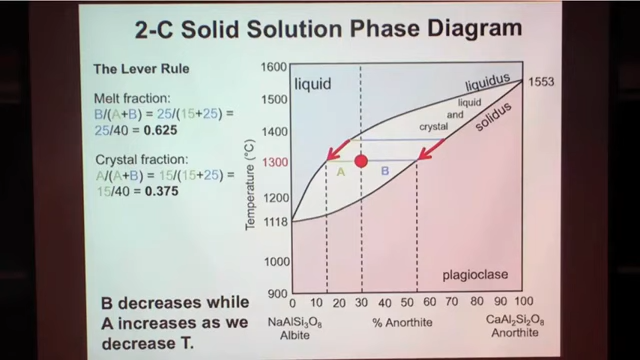 2-C Solid Solution Phase Diagram
The Lever Rule
Melt fraction:
B/(A+B) = 25/(15+25) =
25/40 = 0.625
Crystal fraction:
A/(A+B) = 15/(15+25) =
15/40 = 0.375
B decreases while
A increases as we
decrease T.
Temperature (°C)
1600
1500
1400
1300
1200
1118
1000
900
liquid
liquidus
1553
liquid
and
crystal
solidus
A
B
plagioclase
0 10 20 30 40 50 60 70 80 90 100
NaAlSi₃O₈
Albite
% Anorthite
CaAl₂Si₂O₈
Anorthite